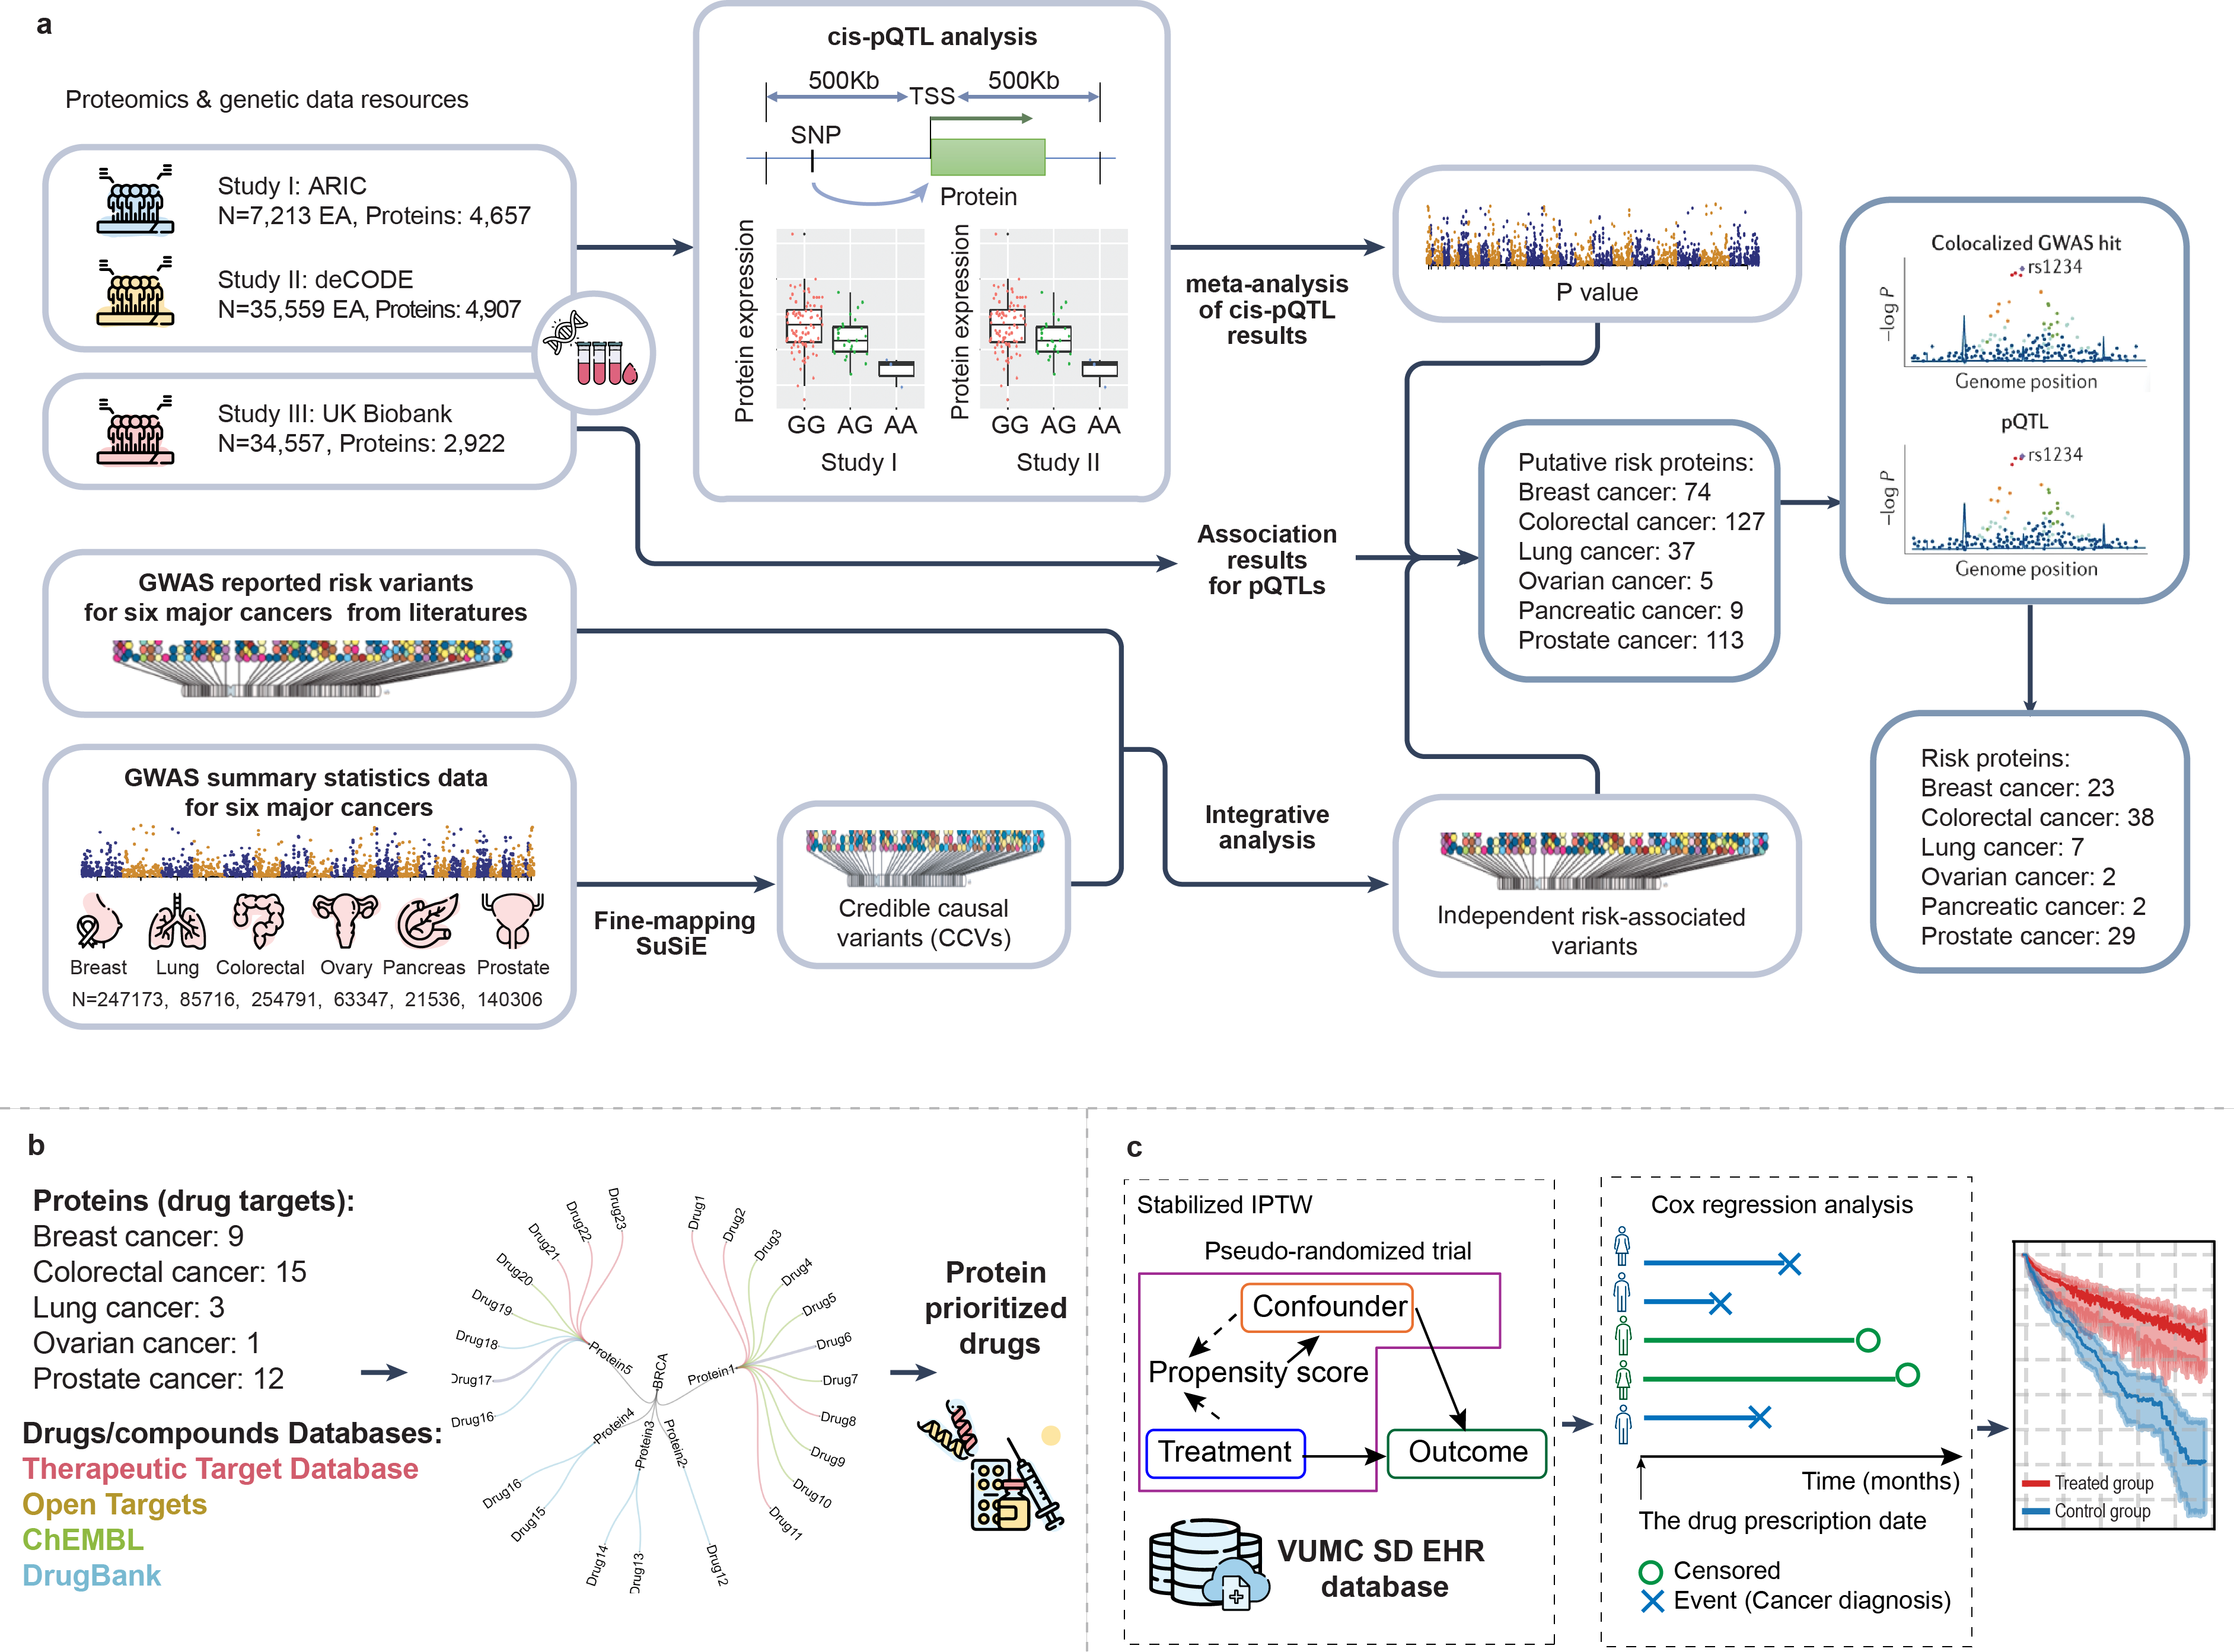 a
Proteomics & genetic data resources
Study I: ARIC
N=7,213 EA, Proteins: 4,657
Study II: deCODE
N=35,559 EA, Proteins: 4,907
Study III: UK Biobank
N=34,557, Proteins: 2,922
GWAS reported risk variants
for six major cancers from literatures
GWAS summary statistics data
for six major cancers
Breast Lung Colorectal Ovary Pancreas Prostate
N=247173, 85716, 254791, 63347, 21536, 140306
cis-pQTL analysis
500Kb
500Kb
TSS
SNP
Protein
Protein expression
GG AG AA
Study I
Protein expression
GG AG AA
Study II
meta-analysis
of cis-pQTL
results
P value
Association
results
for pQTLs
Fine-mapping
SuSiE
Credible causal
variants (CCVs)
Integrative
analysis
Independent risk-associated
variants
Putative risk proteins:
Breast cancer: 74
Colorectal cancer: 127
Lung cancer: 37
Ovarian cancer: 5
Pancreatic cancer: 9
Prostate cancer: 113
Colocalized GWAS hit
rs1234
–log P
Genome position
pQTL
rs1234
–log P
Genome position
Risk proteins:
Breast cancer: 23
Colorectal cancer: 38
Lung cancer: 7
Ovarian cancer: 2
Pancreatic cancer: 2
Prostate cancer: 29
b
Proteins (drug targets):
Breast cancer: 9
Colorectal cancer: 15
Lung cancer: 3
Ovarian cancer: 1
Prostate cancer: 12
Drugs/compounds Databases:
Therapeutic Target Database
Open Targets
ChEMBL
DrugBank
BRCA
Protein1
Protein2
Protein3
Protein4
Protein5
Drug1
Drug2
Drug3
Drug4
Drug5
Drug6
Drug7
Drug8
Drug9
Drug10
Drug11
Drug12
Drug13
Drug14
Drug15
Drug16
Drug16
Drug17
Drug18
Drug19
Drug20
Drug21
Drug22
Drug23
Protein
prioritized
drugs
c
Stabilized IPTW
Pseudo-randomized trial
Confounder
Propensity score
Treatment
Outcome
VUMC SD EHR
database
Cox regression analysis
Time (months)
The drug prescription date
Censored
Event (Cancer diagnosis)
Treated group
Control group